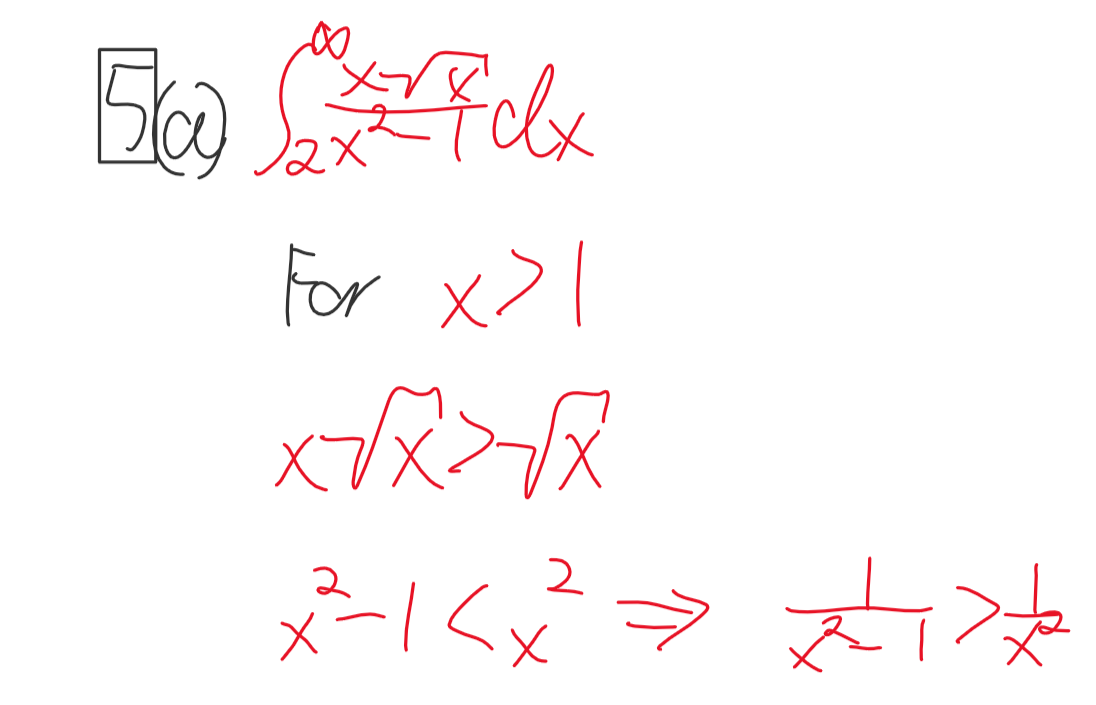 5(a) ∫₂^∞ x√x / (x² - 1) dx
For x > 1
x√x > √x
x² - 1 < x² ⇒ 1/(x² - 1) > 1/x²